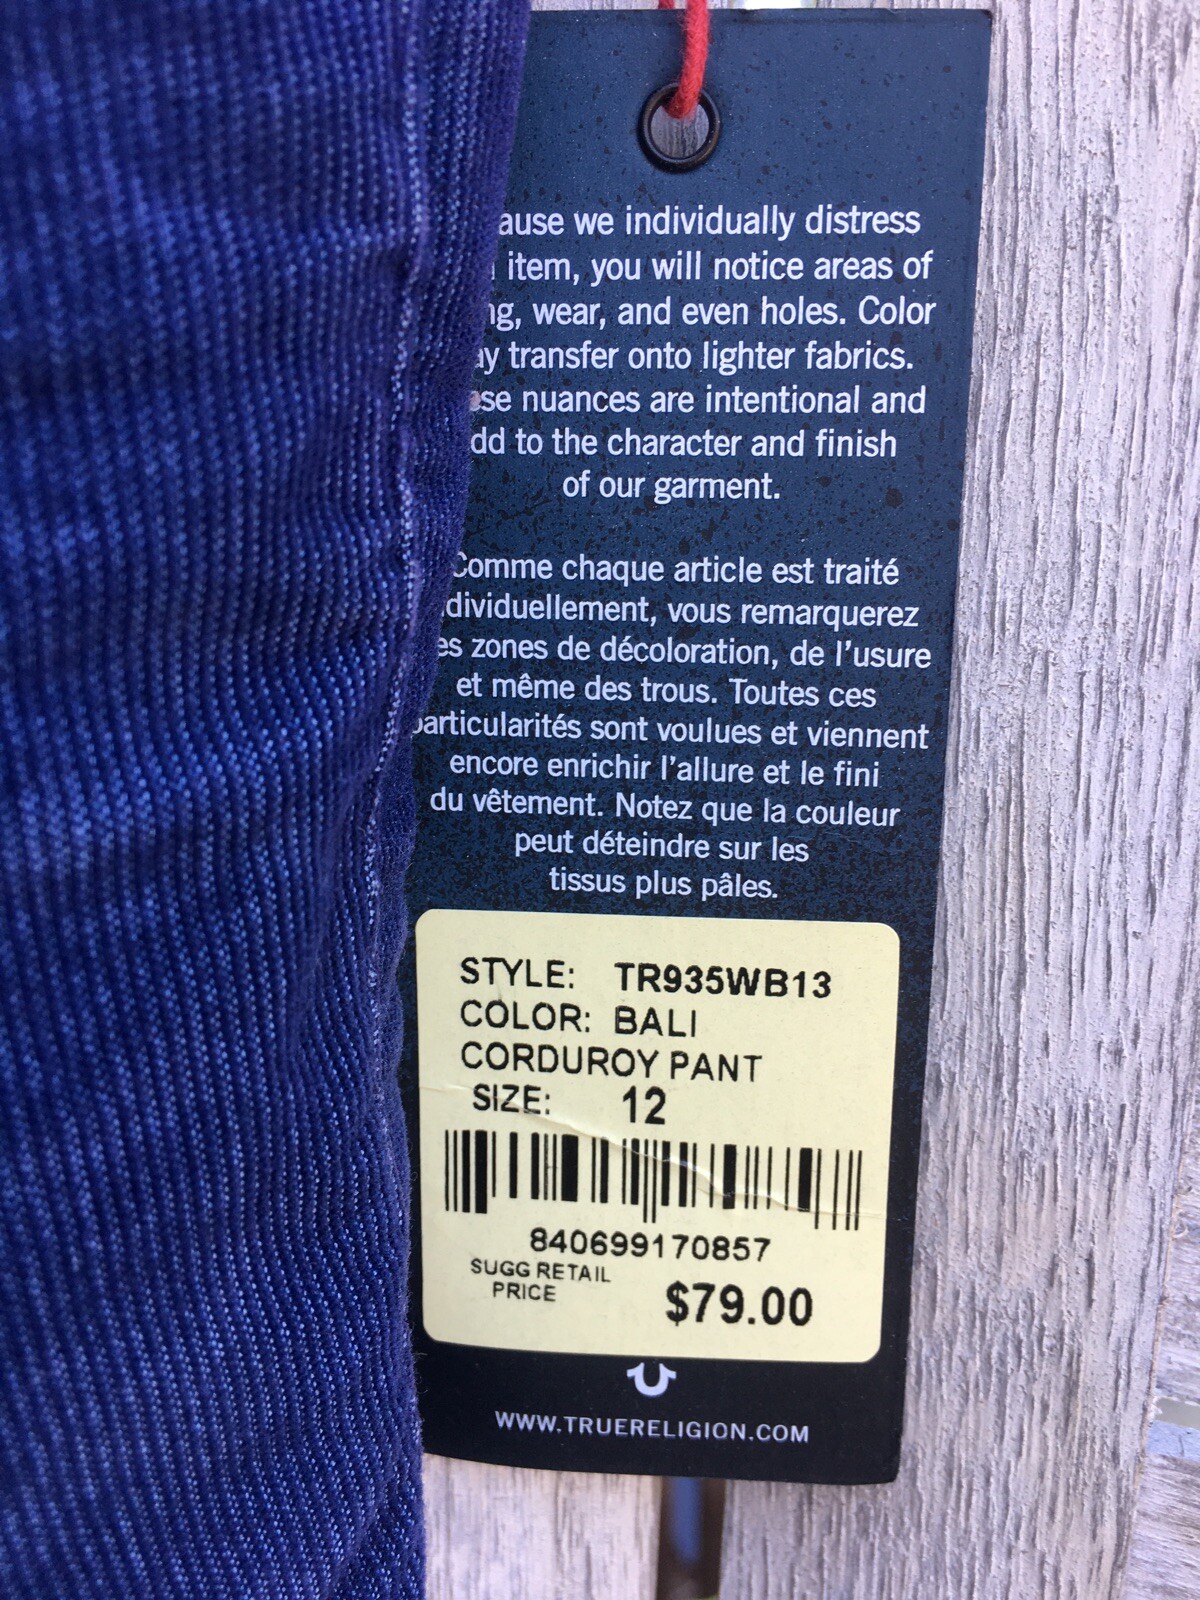 ause we individually distress
item, you will notice areas of
ng, wear, and even holes. Color
ay transfer onto lighter fabrics.
se nuances are intentional and
dd to the character and finish
of our garment.
Comme chaque article est traité
dividuellement, vous remarquerez
es zones de décoloration, de l'usure
et même des trous. Toutes ces
particularités sont voulues et viennent
encore enrichir l'allure et le fini
du vêtement. Notez que la couleur
peut déteindre sur les
tissus plus pâles.
STYLE: TR935WB13
COLOR: BALI
CORDUROY PANT
SIZE: 12
840699170857
SUGG RETAIL
PRICE $79.00
WWW.TRUERELIGION.COM